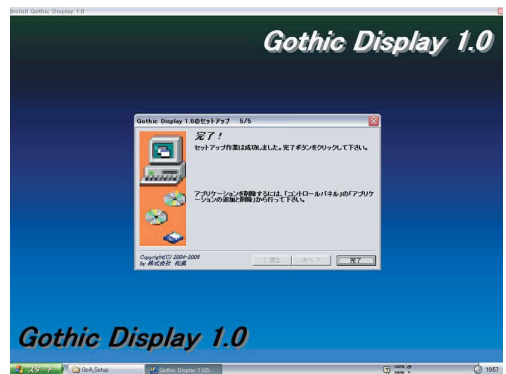 Install Gothic Display 1.0
Gothic Display 1.0
Gothic Display 1.0のセットアップ 5/5
完了!
セットアップ作業は成功しました。完了ボタンをクリックして下さい。
アプリケーションを削除するには、「コントロールパネル」の「アプリケ
ーションの追加と削除」から行って下さい。
Copyright(C) 2004-2005
by 株式会社 松風
< 戻る
次へ >
完了
Gothic Display 1.0
スタート
GoA_Setup
Gothic Display 1.0の...
10:57